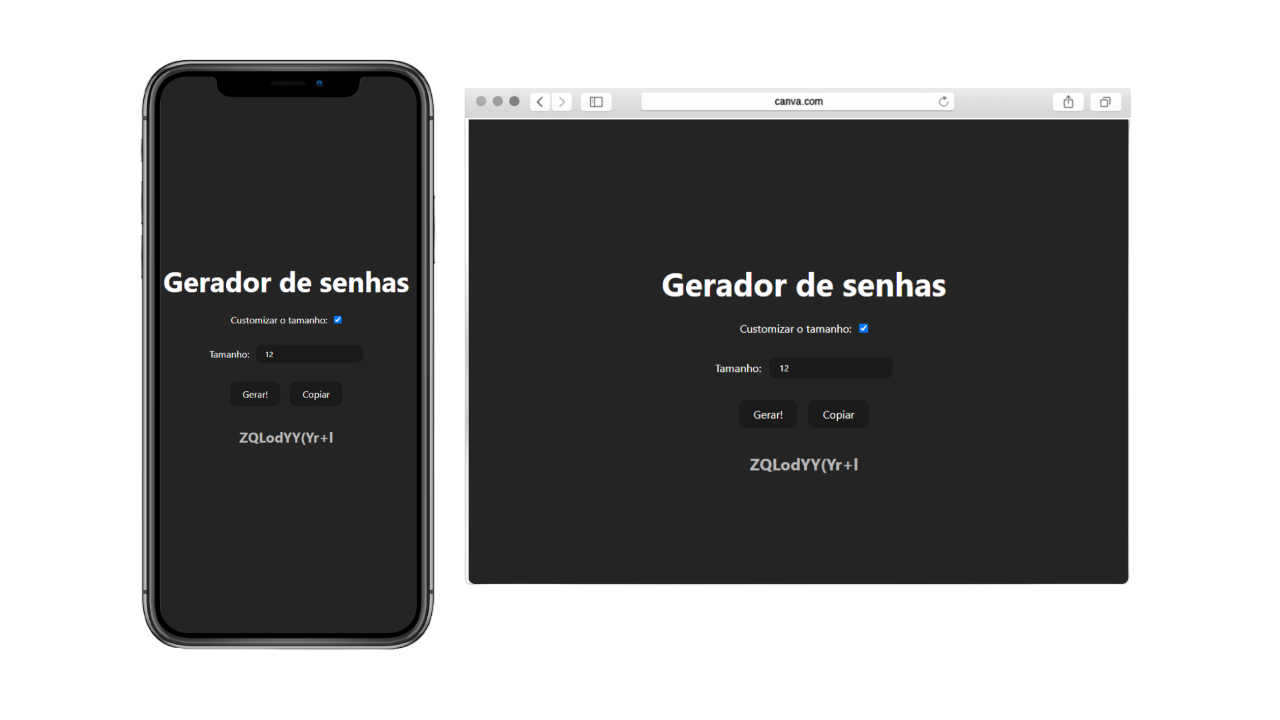 Gerador de senhas
Customizar o tamanho:
Tamanho: 12
Gerar! Copiar
ZQLodYY(Yr+l
canva.com
Gerador de senhas
Customizar o tamanho:
Tamanho: 12
Gerar! Copiar
ZQLodYY(Yr+l